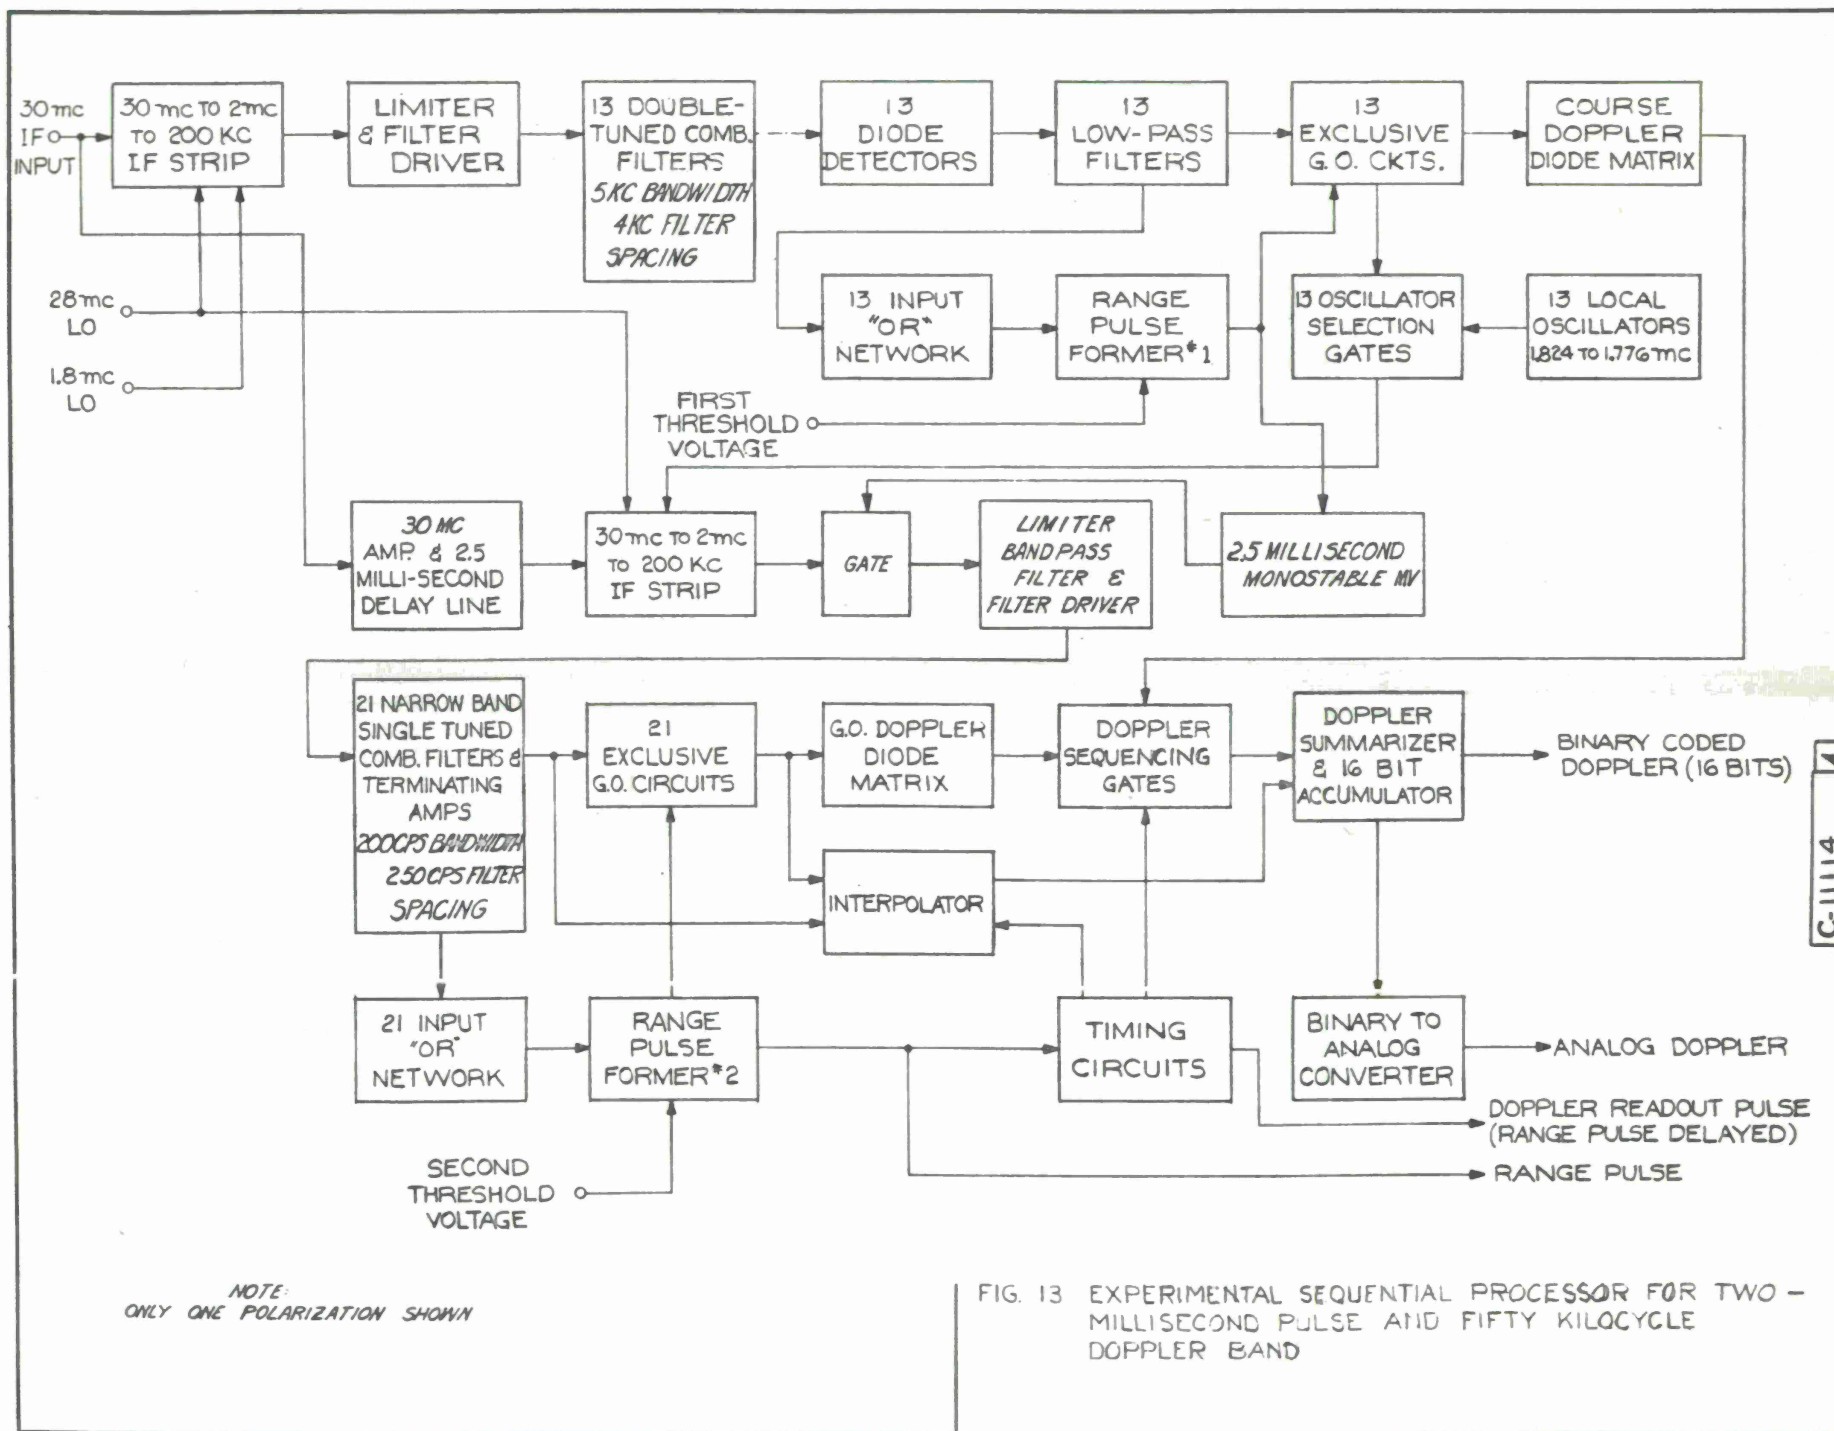 30 mc
IF
INPUT
30 mc TO 2mc
TO 200 KC
IF STRIP
LIMITER
& FILTER
DRIVER
13 DOUBLE-
TUNED COMB.
FILTERS
5 KC BANDWIDTH
4KC FILTER
SPACING
13
DIODE
DETECTORS
13
LOW-PASS
FILTERS
13
EXCLUSIVE
G.O. CKTS.
COURSE
DOPPLER
DIODE MATRIX
28 mc
LO
1.8 mc
LO
13 INPUT
"OR"
NETWORK
RANGE
PULSE
FORMER #1
13 OSCILLATOR
SELECTION
GATES
13 LOCAL
OSCILLATORS
1.824 TO 1.776 mc
FIRST
THRESHOLD
VOLTAGE
30 MC
AMP. & 2.5
MILLI-SECOND
DELAY LINE
30 mc TO 2 mc
TO 200 KC
IF STRIP
GATE
LIMITER
BAND PASS
FILTER &
FILTER DRIVER
2.5 MILLISECOND
MONOSTABLE MV
21 NARROW BAND
SINGLE TUNED
COMB. FILTERS &
TERMINATING
AMPS
200CPS BANDWIDTH
250 CPS FILTER
SPACING
21
EXCLUSIVE
G.O. CIRCUITS
G.O. DOPPLER
DIODE
MATRIX
DOPPLER
SEQUENCING
GATES
DOPPLER
SUMMARIZER
& 16 BIT
ACCUMULATOR
BINARY CODED
DOPPLER (16 BITS)
INTERPOLATOR
21 INPUT
"OR"
NETWORK
RANGE
PULSE
FORMER #2
TIMING
CIRCUITS
BINARY TO
ANALOG
CONVERTER
ANALOG DOPPLER
DOPPLER READOUT PULSE
(RANGE PULSE DELAYED)
RANGE PULSE
SECOND
THRESHOLD
VOLTAGE
C-11114
NOTE:
ONLY ONE POLARIZATION SHOWN
FIG. 13 EXPERIMENTAL SEQUENTIAL PROCESSOR FOR TWO-
MILLISECOND PULSE AND FIFTY KILOCYCLE
DOPPLER BAND